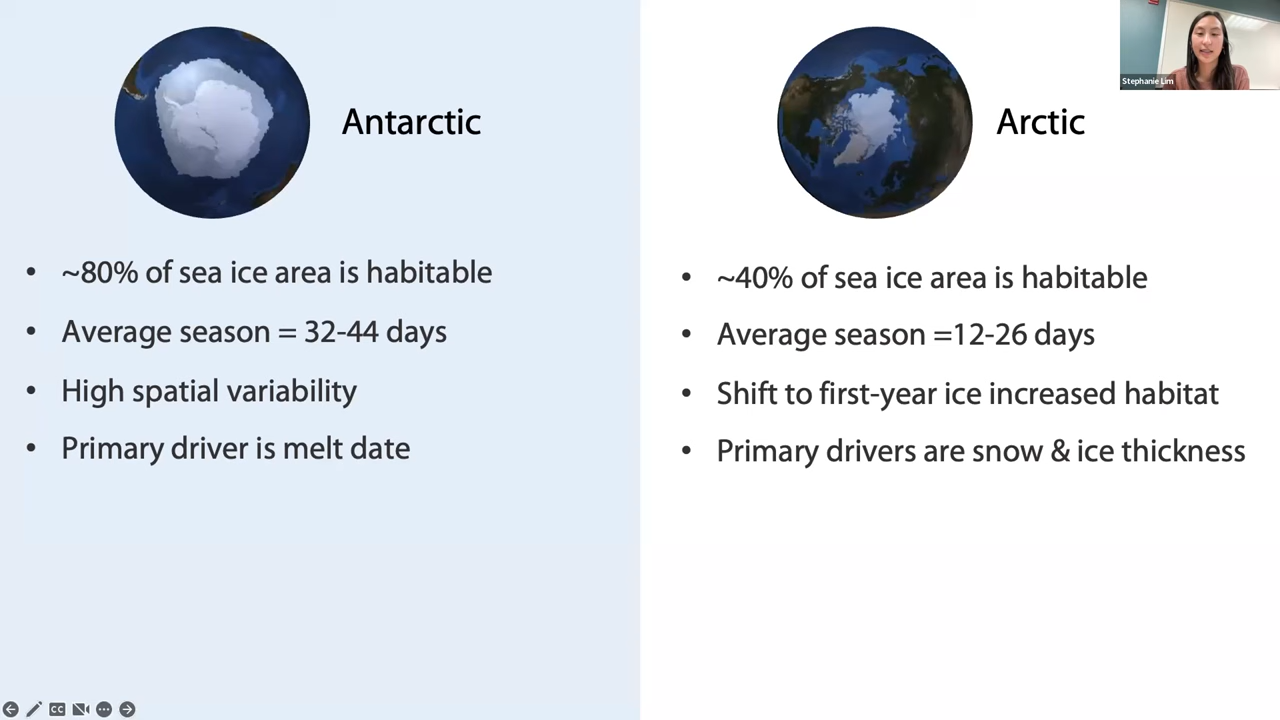 Antarctic
• ~80% of sea ice area is habitable
• Average season = 32-44 days
• High spatial variability
• Primary driver is melt date
Arctic
• ~40% of sea ice area is habitable
• Average season =12-26 days
• Shift to first-year ice increased habitat
• Primary drivers are snow & ice thickness
Stephanie Lim
CC